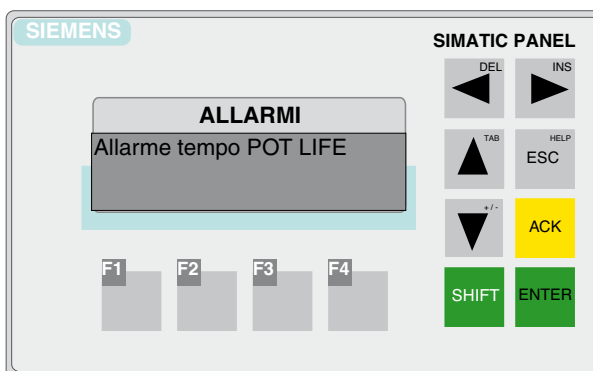 SIEMENS
SIMATIC PANEL
ALLARMI
Allarme tempo POT LIFE
DEL
INS
TAB
HELP
ESC
+ / -
ACK
F1
F2
F3
F4
SHIFT
ENTER